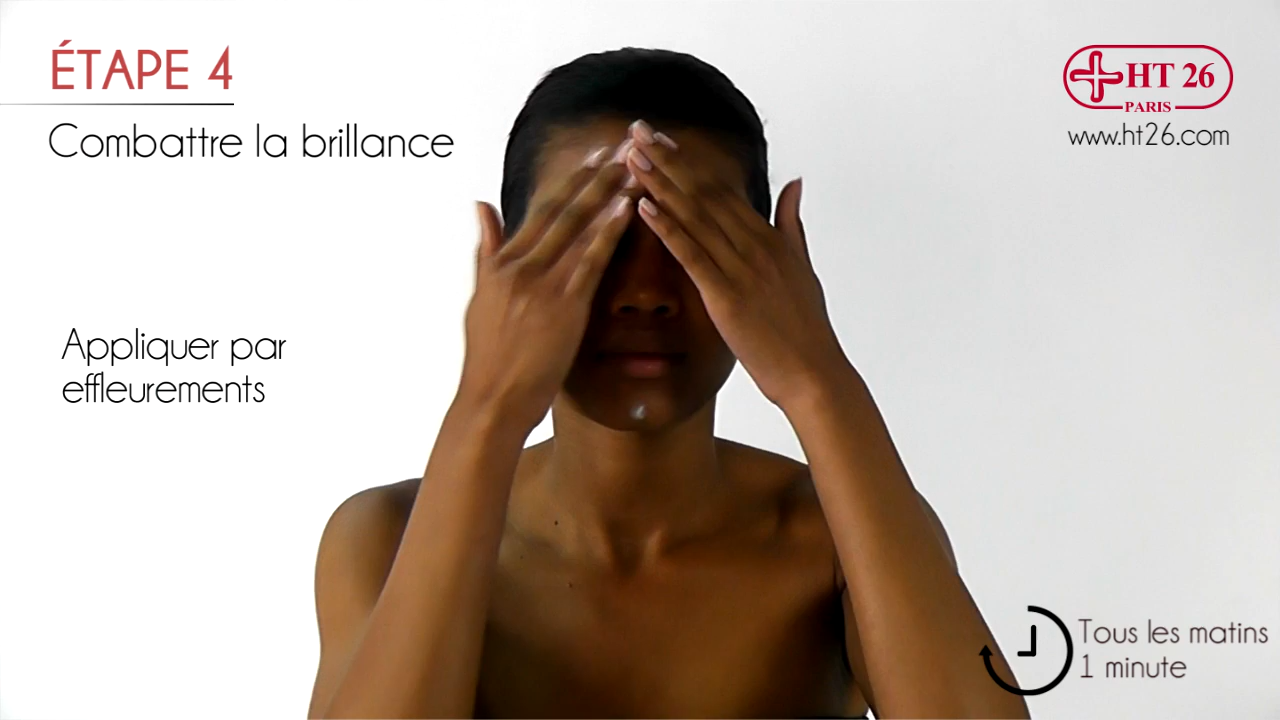 ÉTAPE 4
Combattre la brillance
HT 26
PARIS
www.ht26.com
Appliquer par
effleurements
Tous les matins
1 minute